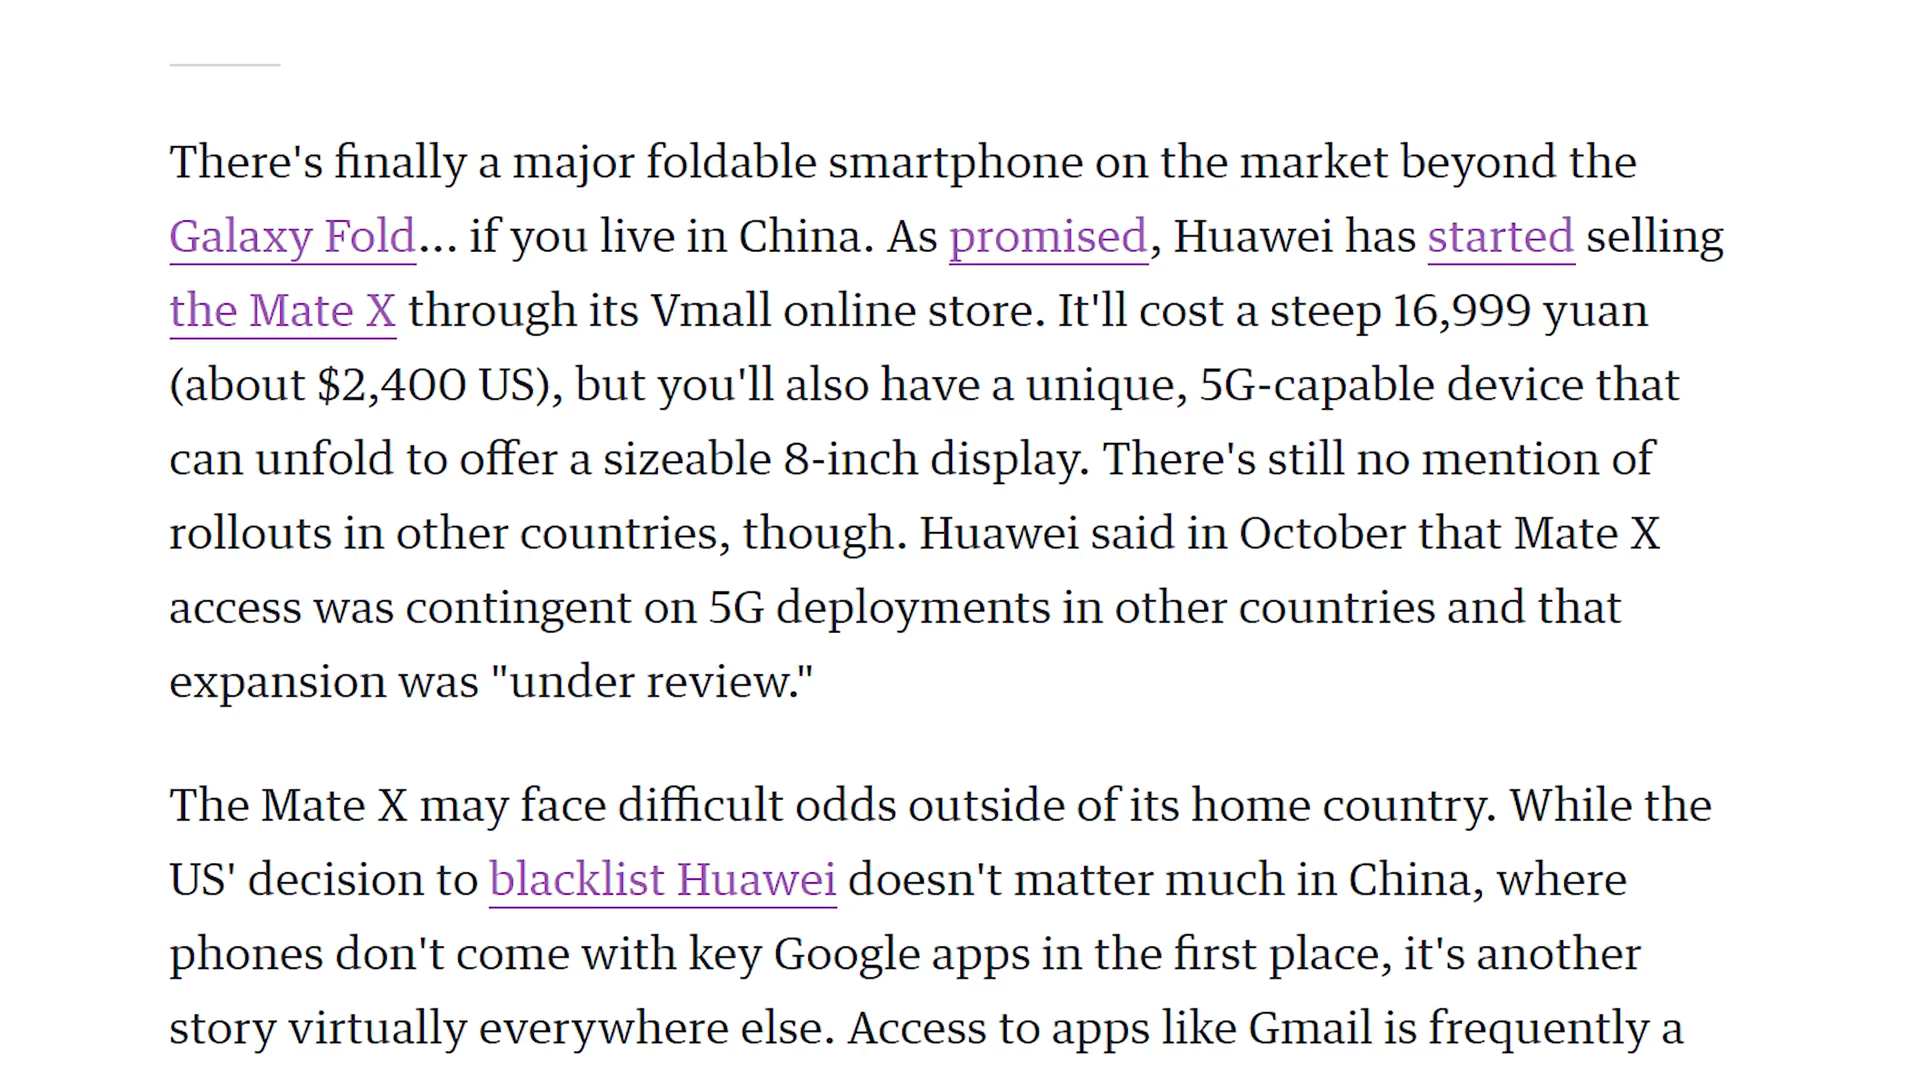 There's finally a major foldable smartphone on the market beyond the
Galaxy Fold... if you live in China. As promised, Huawei has started selling
the Mate X through its Vmall online store. It'll cost a steep 16,999 yuan
(about $2,400 US), but you'll also have a unique, 5G-capable device that
can unfold to offer a sizeable 8-inch display. There's still no mention of
rollouts in other countries, though. Huawei said in October that Mate X
access was contingent on 5G deployments in other countries and that
expansion was "under review."
The Mate X may face difficult odds outside of its home country. While the
US' decision to blacklist Huawei doesn't matter much in China, where
phones don't come with key Google apps in the first place, it's another
story virtually everywhere else. Access to apps like Gmail is frequently a